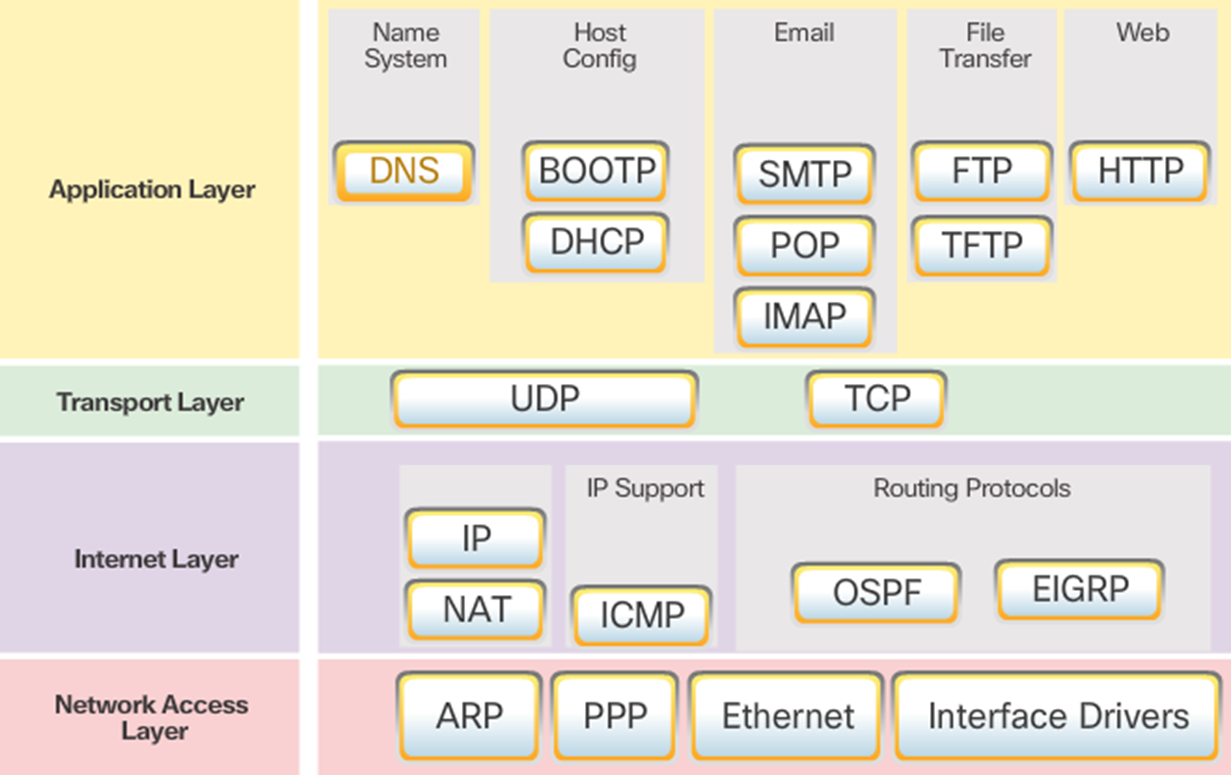 Name
System
Host
Config
Email
File
Transfer
Web
Application Layer
DNS
BOOTP
DHCP
SMTP
POP
IMAP
FTP
TFTP
HTTP
Transport Layer
UDP
TCP
Internet Layer
IP
NAT
IP Support
ICMP
Routing Protocols
OSPF
EIGRP
Network Access
Layer
ARP
PPP
Ethernet
Interface Drivers